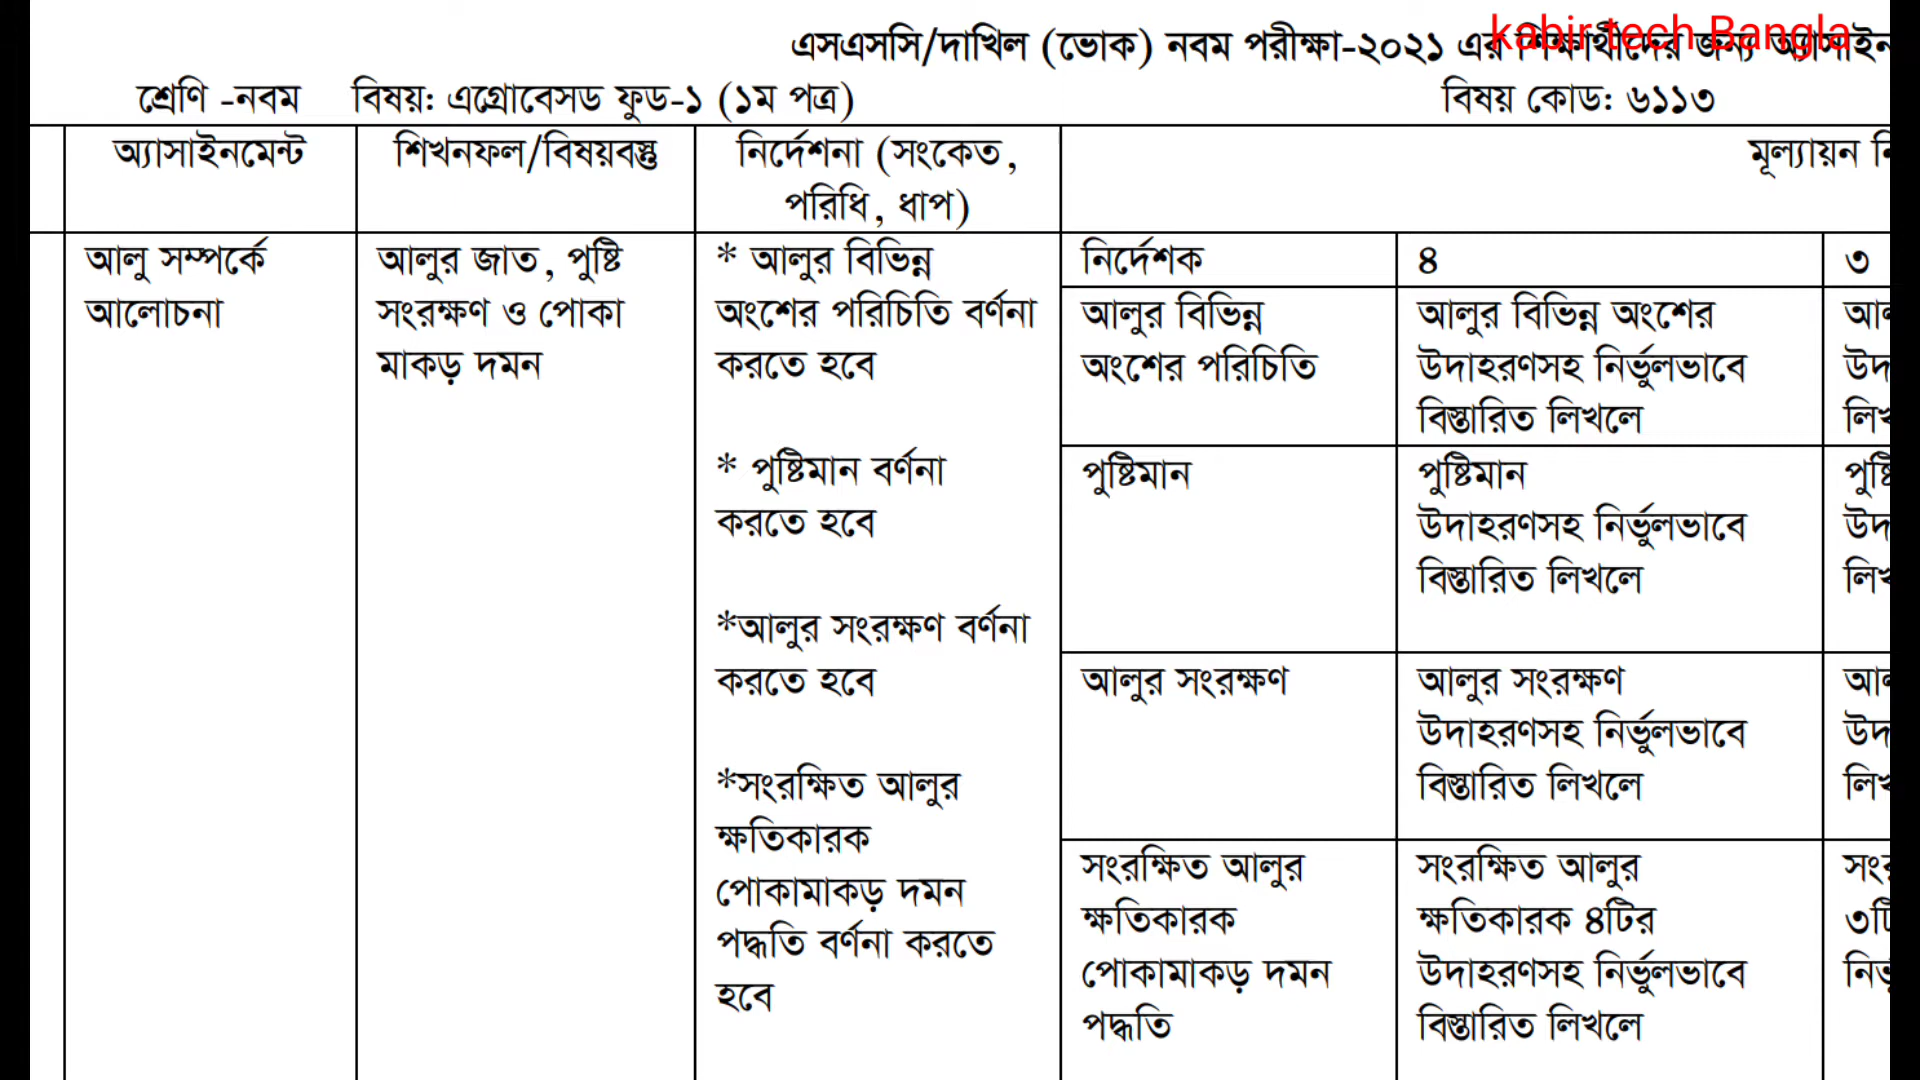 এসএসসি/দাখিল (ভোক) নবম পরীক্ষা-২০২১ এর শিক্ষার্থীদের জন্য
kabir tech Bangla
শ্রেণি -নবম বিষয়: এগ্রোবেসড ফুড-১ (১ম পত্র) বিষয় কোড: ৬১১৩
অ্যাসাইনমেন্ট
শিখনফল/বিষয়বস্তু
নির্দেশনা (সংকেত,
পরিধি, ধাপ)
মূল্যায়ন
আলু সম্পর্কে
আলোচনা
আলুর জাত, পুষ্টি
সংরক্ষণ ও পোকা
মাকড় দমন
* আলুর বিভিন্ন
অংশের পরিচিতি বর্ণনা
করতে হবে
* পুষ্টিমান বর্ণনা
করতে হবে
*আলুর সংরক্ষণ বর্ণনা
করতে হবে
*সংরক্ষিত আলুর
ক্ষতিকারক
পোকামাকড় দমন
পদ্ধতি বর্ণনা করতে
হবে
নির্দেশক
৪
৩
আলুর বিভিন্ন
অংশের পরিচিতি
আলুর বিভিন্ন অংশের
উদাহরণসহ নির্ভুলভাবে
বিস্তারিত লিখলে
পুষ্টিমান
পুষ্টিমান
উদাহরণসহ নির্ভুলভাবে
বিস্তারিত লিখলে
আলুর সংরক্ষণ
আলুর সংরক্ষণ
উদাহরণসহ নির্ভুলভাবে
বিস্তারিত লিখলে
সংরক্ষিত আলুর
ক্ষতিকারক
পোকামাকড় দমন
পদ্ধতি
সংরক্ষিত আলুর
ক্ষতিকারক ৪টির
উদাহরণসহ নির্ভুলভাবে
বিস্তারিত লিখলে